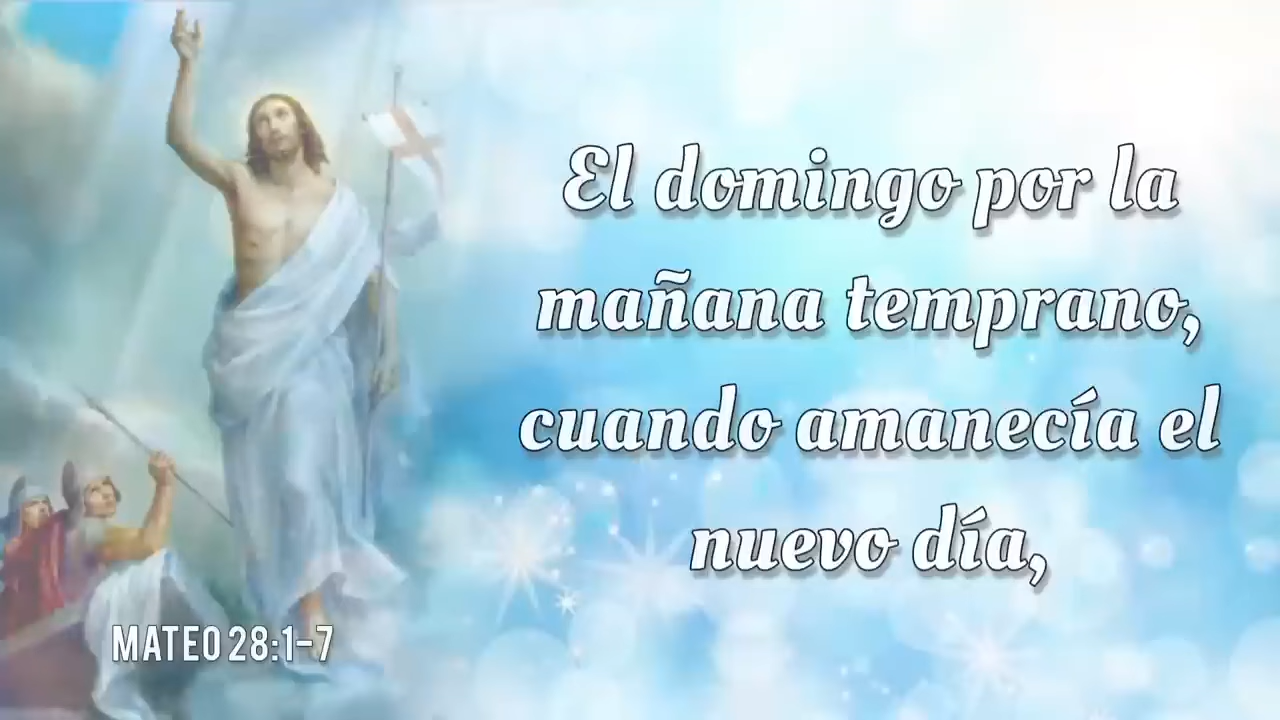 El domingo por la
mañana temprano,
cuando amanecía el
nuevo día,
MATEO 28:1-7